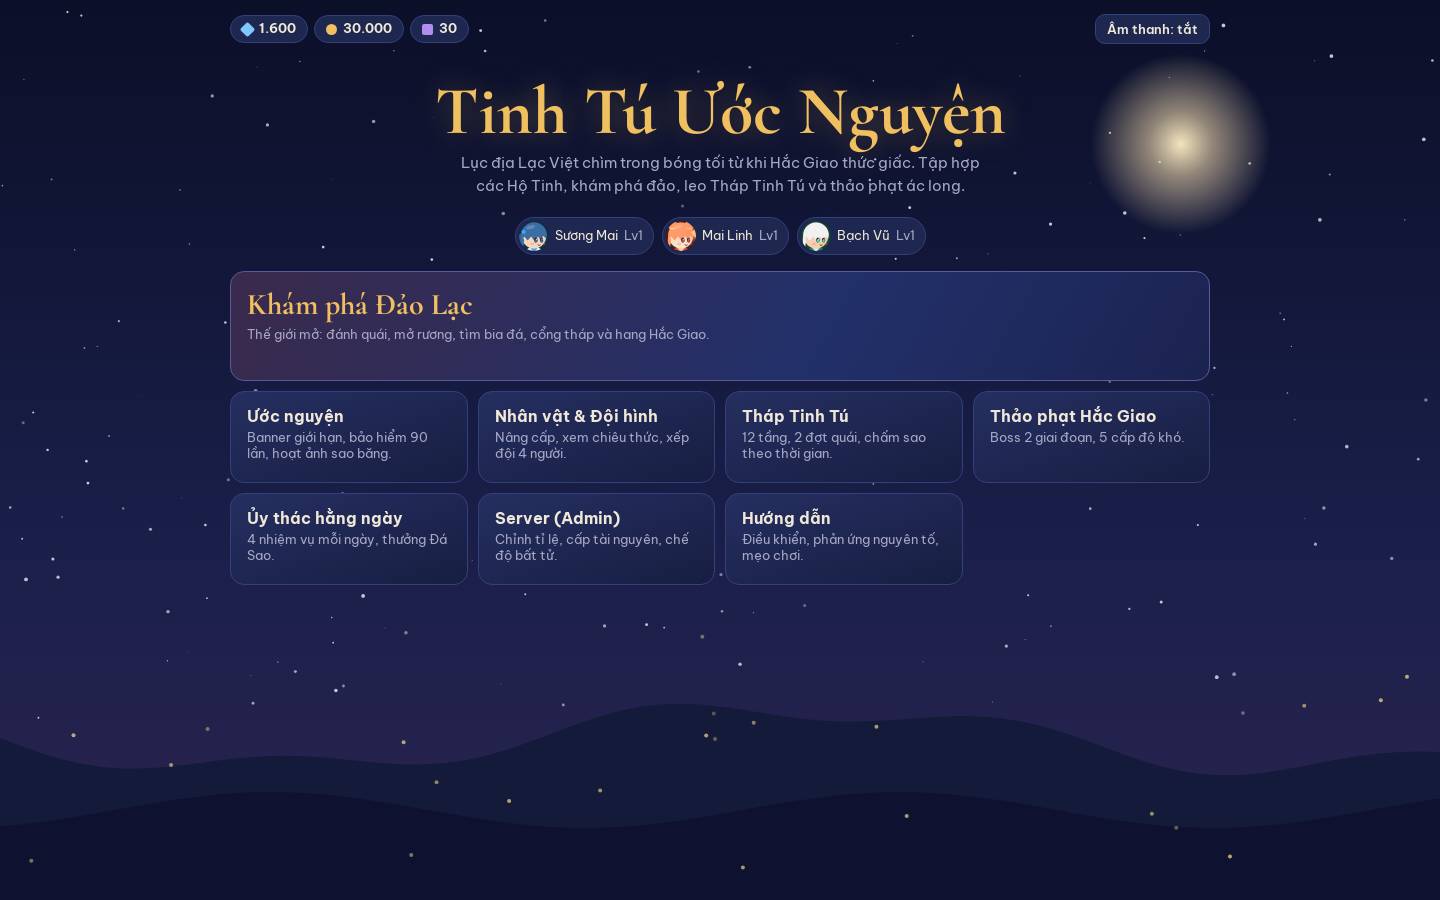 1.600
30.000
30
Âm thanh: tắt
Tinh Tú Ước Nguyện
Lục địa Lạc Việt chìm trong bóng tối từ khi Hắc Giao thức giấc. Tập hợp
các Hộ Tinh, khám phá đảo, leo Tháp Tinh Tú và thảo phạt ác long.
Sương Mai Lv1
Mai Linh Lv1
Bạch Vũ Lv1
Khám phá Đảo Lạc
Thế giới mở: đánh quái, mở rương, tìm bia đá, cổng tháp và hang Hắc Giao.
Ước nguyện
Banner giới hạn, bảo hiểm 90
lần, hoạt ảnh sao băng.
Nhân vật & Đội hình
Nâng cấp, xem chiêu thức, xếp
đội 4 người.
Tháp Tinh Tú
12 tầng, 2 đợt quái, chấm sao
theo thời gian.
Thảo phạt Hắc Giao
Boss 2 giai đoạn, 5 cấp độ khó.
Ủy thác hằng ngày
4 nhiệm vụ mỗi ngày, thưởng Đá
Sao.
Server (Admin)
Chỉnh tỉ lệ, cấp tài nguyên, chế
độ bất tử.
Hướng dẫn
Điều khiển, phản ứng nguyên tố,
mẹo chơi.